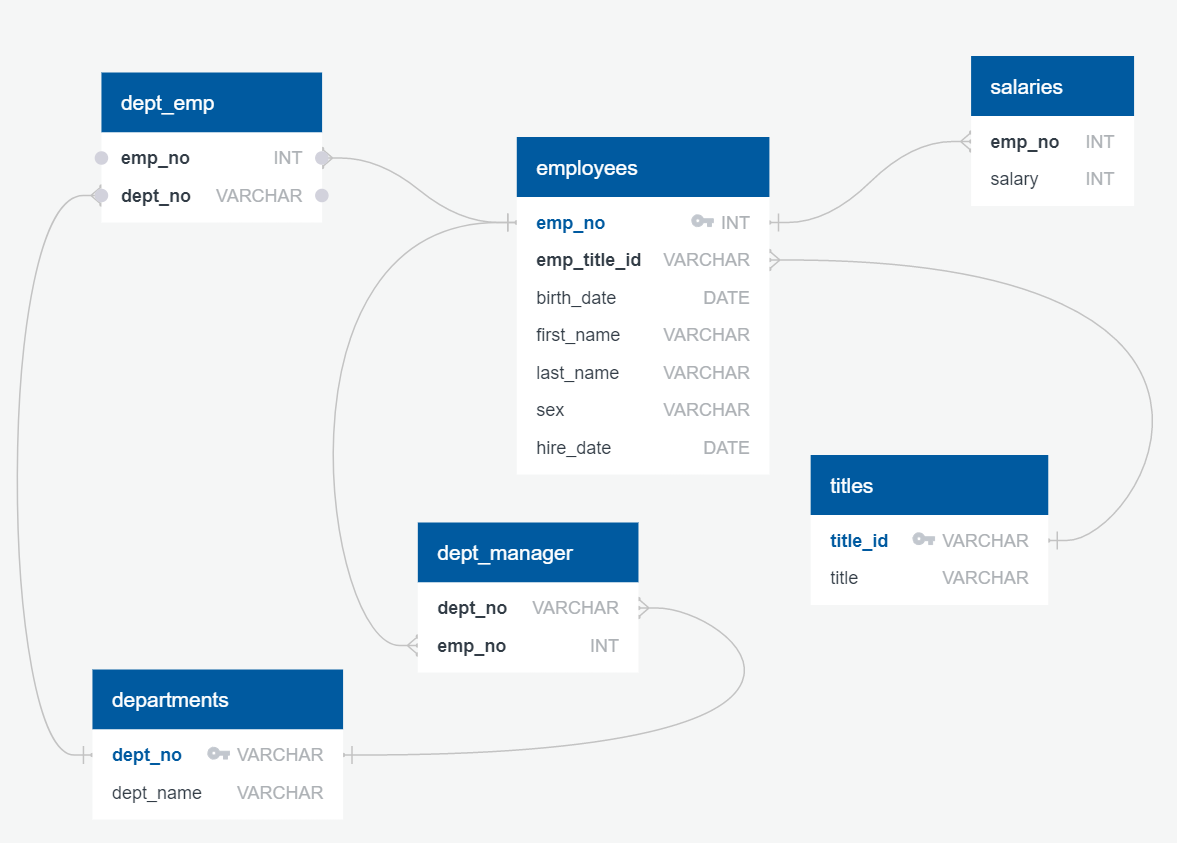 dept_emp
emp_no INT
dept_no VARCHAR
employees
emp_no INT
emp_title_id VARCHAR
birth_date DATE
first_name VARCHAR
last_name VARCHAR
sex VARCHAR
hire_date DATE
salaries
emp_no INT
salary INT
titles
title_id VARCHAR
title VARCHAR
dept_manager
dept_no VARCHAR
emp_no INT
departments
dept_no VARCHAR
dept_name VARCHAR